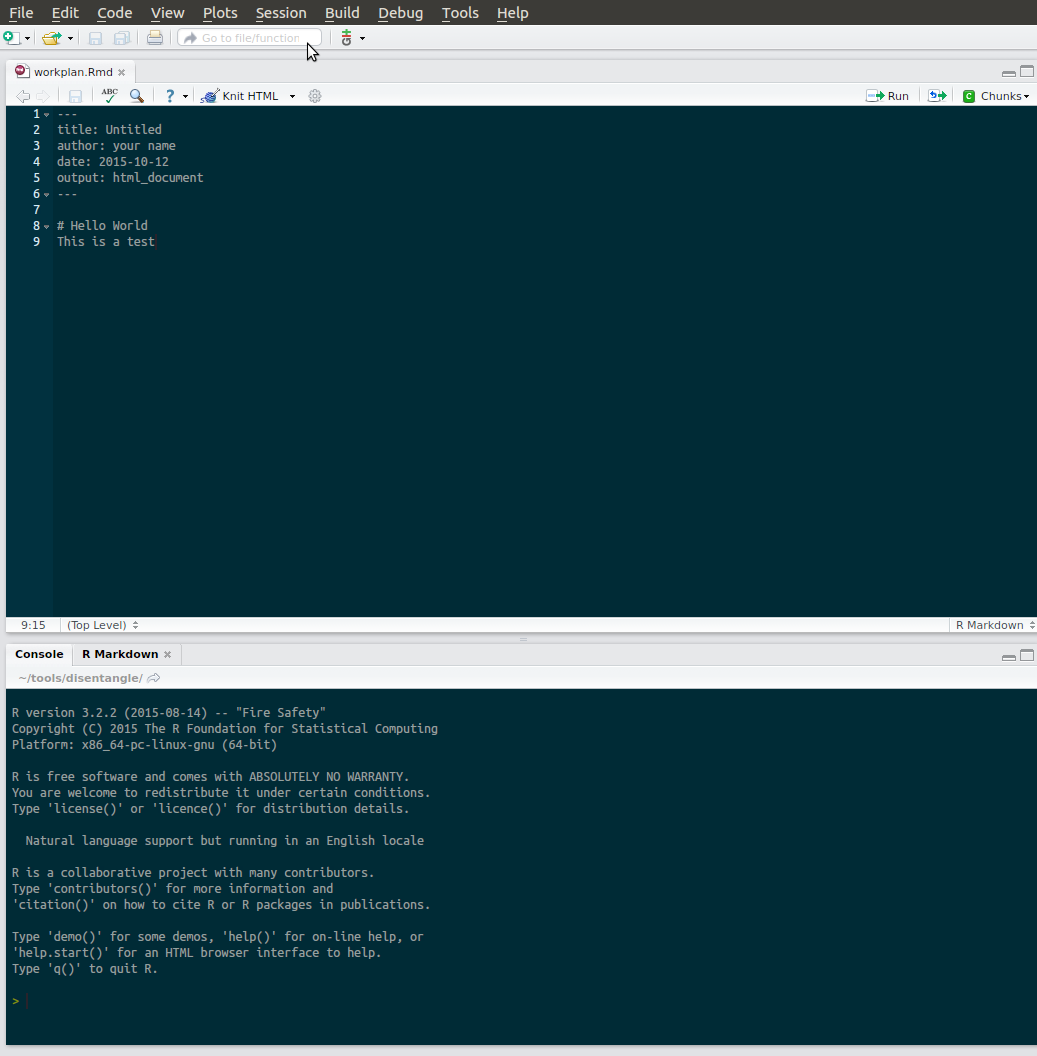 File Edit Code View Plots Session Build Debug Tools Help
Go to file/function
workplan.Rmd
ABC ? Knit HTML Run Chunks
1 ---
2 title: Untitled
3 author: your name
4 date: 2015-10-12
5 output: html_document
6 ---
7
8 # Hello World
9 This is a test
9:15 (Top Level) R Markdown
Console R Markdown
~/tools/disentangle/
R version 3.2.2 (2015-08-14) -- "Fire Safety"
Copyright (C) 2015 The R Foundation for Statistical Computing
Platform: x86_64-pc-linux-gnu (64-bit)
R is free software and comes with ABSOLUTELY NO WARRANTY.
You are welcome to redistribute it under certain conditions.
Type 'license()' or 'licence()' for distribution details.
Natural language support but running in an English locale
R is a collaborative project with many contributors.
Type 'contributors()' for more information and
'citation()' on how to cite R or R packages in publications.
Type 'demo()' for some demos, 'help()' for on-line help, or
'help.start()' for an HTML browser interface to help.
Type 'q()' to quit R.
>